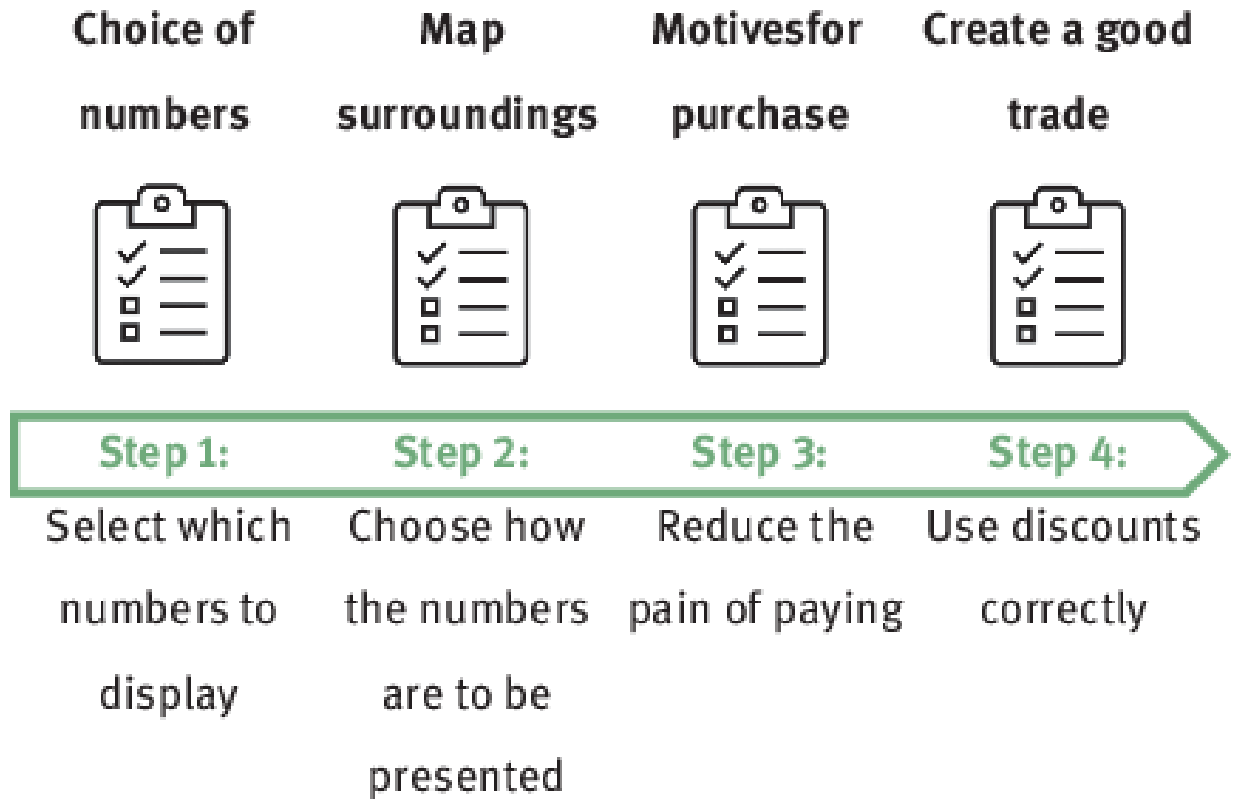 Choice of
numbers
Map
surroundings
Motivesfor
purchase
Create a good
trade
Step 1:
Step 2:
Step 3:
Step 4:
Select which
numbers to
display
Choose how
the numbers
are to be
presented
Reduce the
pain of paying
Use discounts
correctly